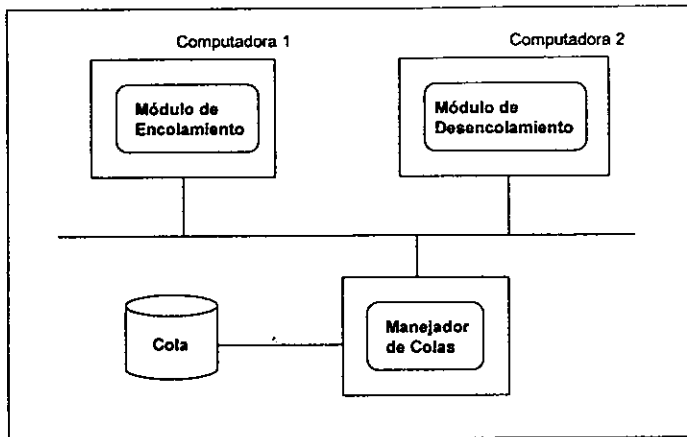 Computadora 1
Computadora 2
Módulo de
Encolamiento
Módulo de
Desencolamiento
Cola
Manejador
de Colas